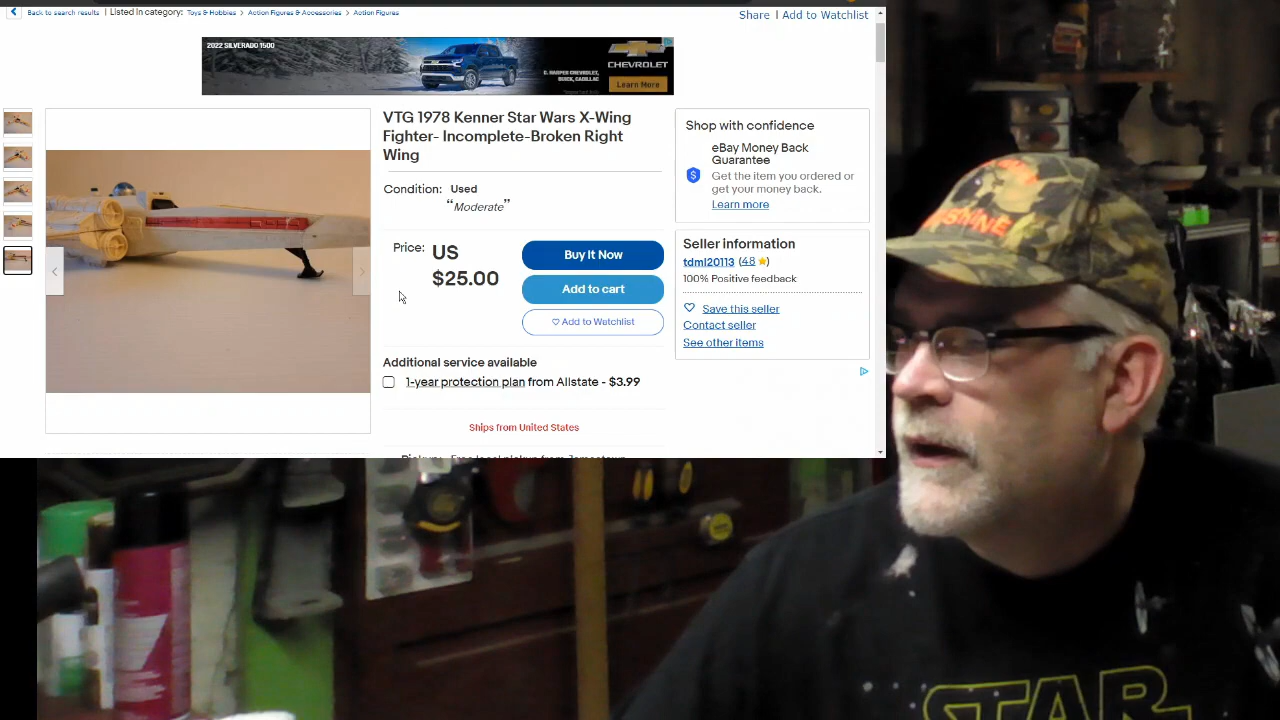 Back to search results | Listed in category: Toys & Hobbies > Action Figures & Accessories > Action Figures
Share | Add to Watchlist
2022 SILVERADO 1500
CHEVROLET
C. HARPER CHEVROLET,
BUICK, CADILLAC
Learn More
VTG 1978 Kenner Star Wars X-Wing
Fighter- Incomplete-Broken Right
Wing
Condition: Used
“Moderate”
Price: US
$25.00
Buy It Now
Add to cart
Add to Watchlist
Additional service available
1-year protection plan from Allstate - $3.99
Ships from United States
Shop with confidence
eBay Money Back
Guarantee
Get the item you ordered or
get your money back.
Learn more
Seller information
tdml20113 (48)
100% Positive feedback
Save this seller
Contact seller
See other items
STAR